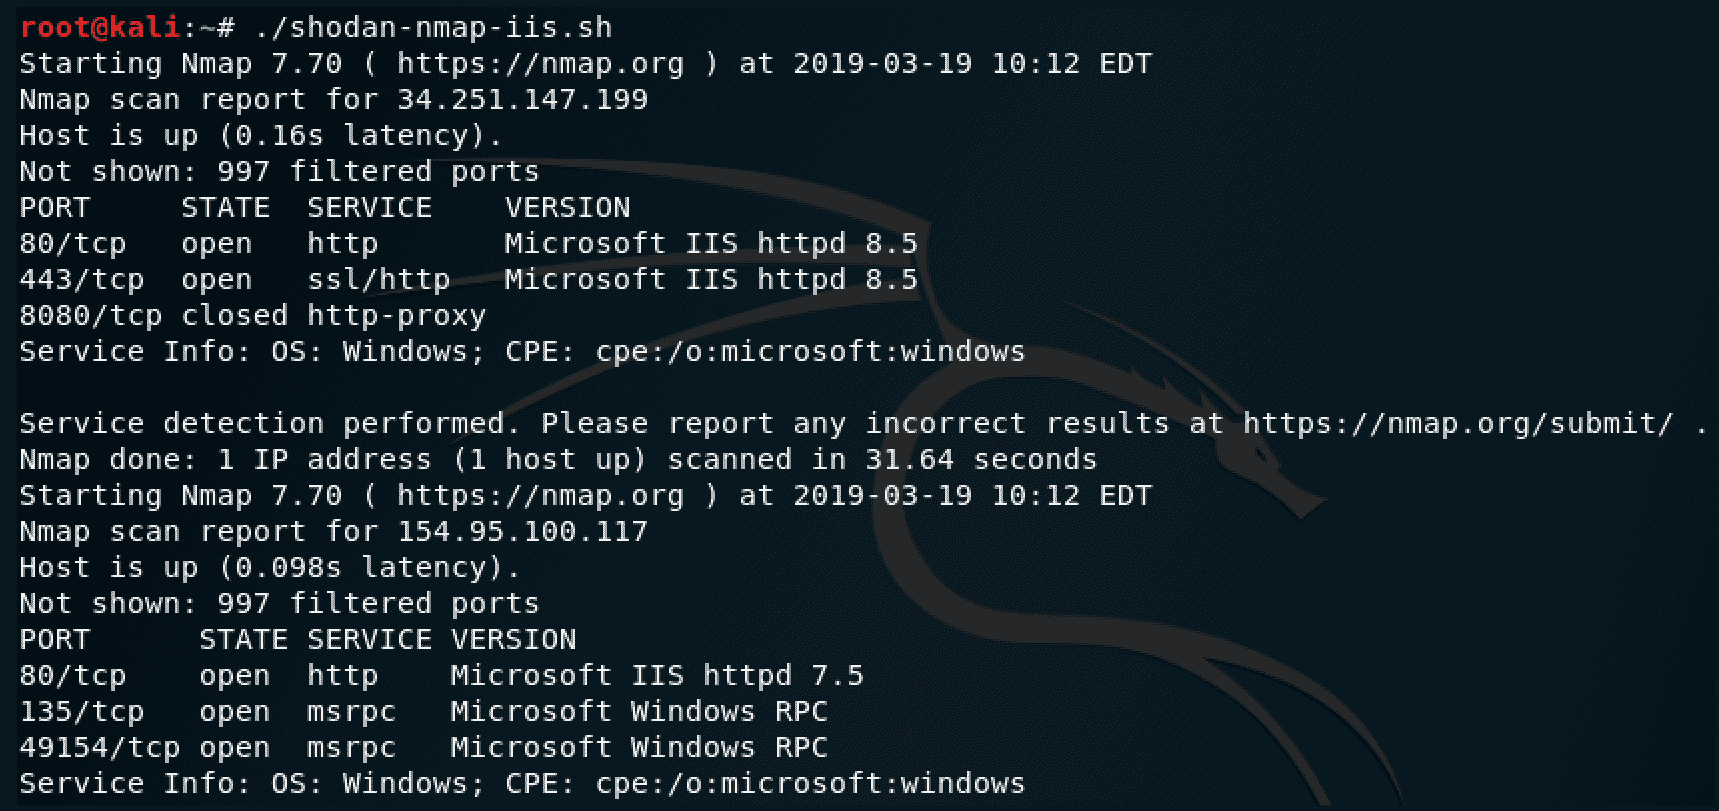 root@kali:~# ./shodan-nmap-iis.sh
Starting Nmap 7.70 ( https://nmap.org ) at 2019-03-19 10:12 EDT
Nmap scan report for 34.251.147.199
Host is up (0.16s latency).
Not shown: 997 filtered ports
PORT     STATE  SERVICE    VERSION
80/tcp   open   http       Microsoft IIS httpd 8.5
443/tcp  open   ssl/http   Microsoft IIS httpd 8.5
8080/tcp closed http-proxy
Service Info: OS: Windows; CPE: cpe:/o:microsoft:windows

Service detection performed. Please report any incorrect results at https://nmap.org/submit/ .
Nmap done: 1 IP address (1 host up) scanned in 31.64 seconds
Starting Nmap 7.70 ( https://nmap.org ) at 2019-03-19 10:12 EDT
Nmap scan report for 154.95.100.117
Host is up (0.098s latency).
Not shown: 997 filtered ports
PORT      STATE SERVICE VERSION
80/tcp    open  http    Microsoft IIS httpd 7.5
135/tcp   open  msrpc   Microsoft Windows RPC
49154/tcp open  msrpc   Microsoft Windows RPC
Service Info: OS: Windows; CPE: cpe:/o:microsoft:windows